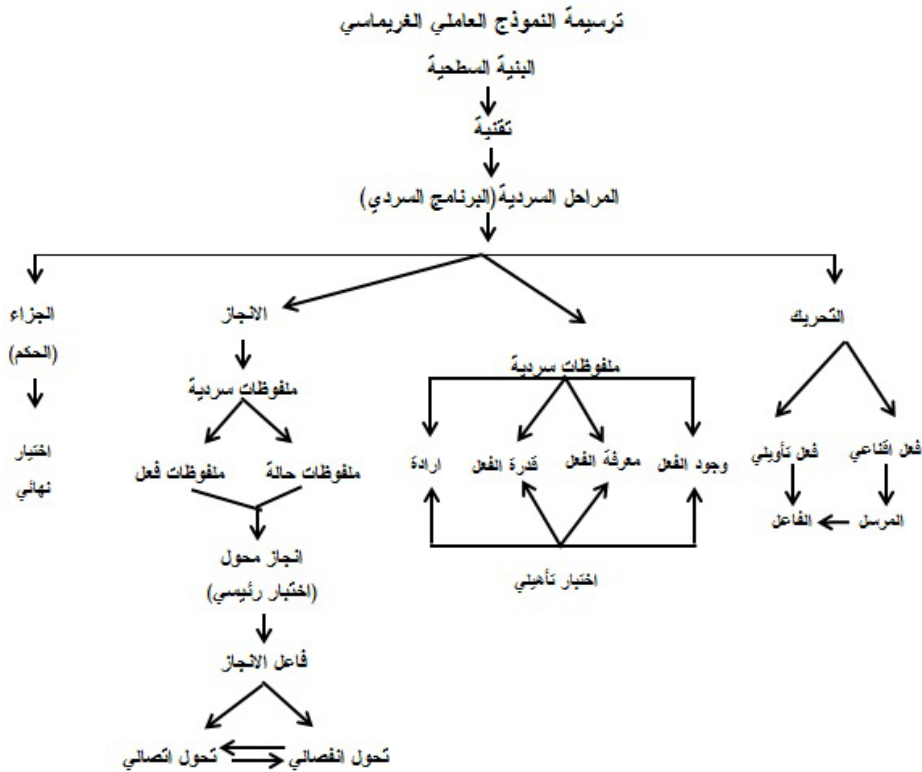 ترسيمة النموذج العاملي الغريماسي
البنية السطحية
تقنية
المراحل السردية (البرنامج السردي)
التحريك
ملفوظات سردية
الانجاز
الجزاء
(الحكم)
ملفوظات سردية
فعل اقناعي
فعل تأويلي
وجود الفعل
معرفة الفعل
قدرة الفعل
ارادة
ملفوظات حالة
ملفوظات فعل
اختبار
نهائي
المرسل
الفاعل
اختبار تأهيلي
انجاز محول
(اختبار رئيسي)
فاعل الانجاز
تحول انفصالي
تحول اتصالي